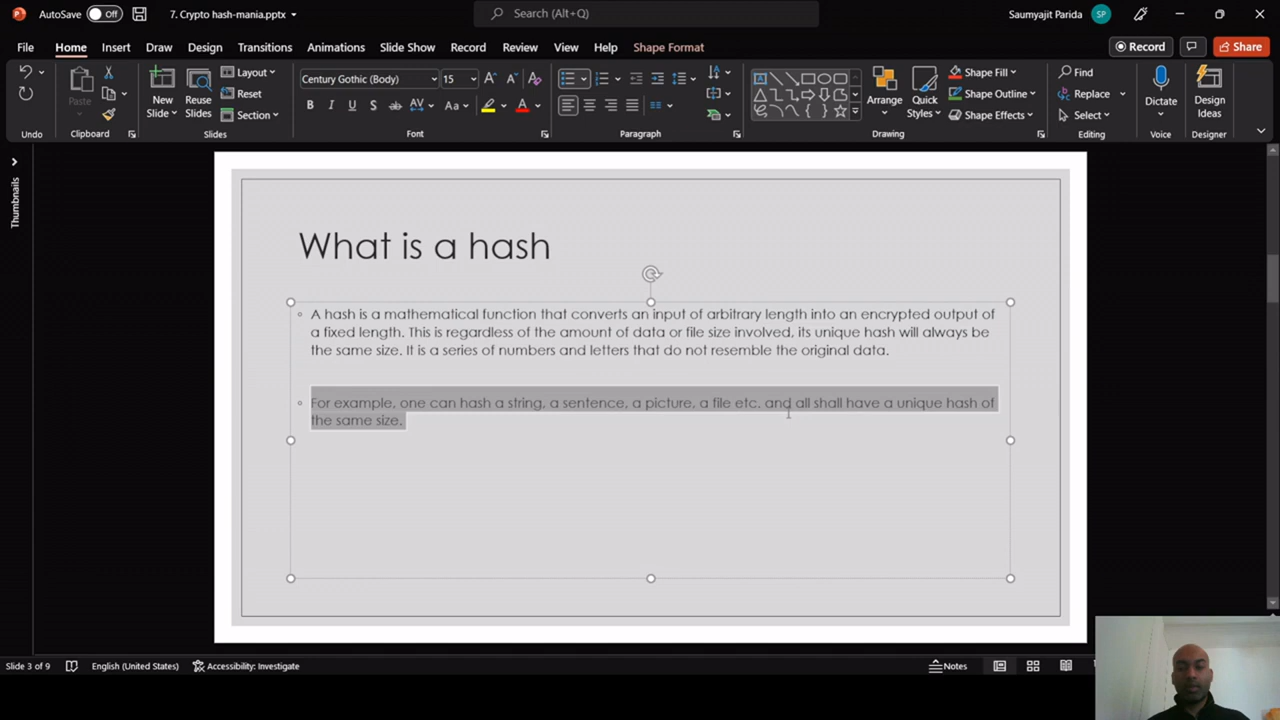 AutoSave Off 7. Crypto hash-mania.pptx Search (Alt+Q) Saumyajit Parida SP
File Home Insert Draw Design Transitions Animations Slide Show Record Review View Help Shape Format Record Share
Paste New Slide Reuse Slides Layout Reset Section Century Gothic (Body) 15 Arrange Quick Styles Shape Fill Shape Outline Shape Effects Find Replace Select Dictate Design Ideas
Undo Clipboard Slides Font Paragraph Drawing Editing Voice Designer
Thumbnails
What is a hash
A hash is a mathematical function that converts an input of arbitrary length into an encrypted output of
a fixed length. This is regardless of the amount of data or file size involved, its unique hash will always be
the same size. It is a series of numbers and letters that do not resemble the original data.
For example, one can hash a string, a sentence, a picture, a file etc. and all shall have a unique hash of
the same size.
Slide 3 of 9 English (United States) Accessibility: Investigate Notes